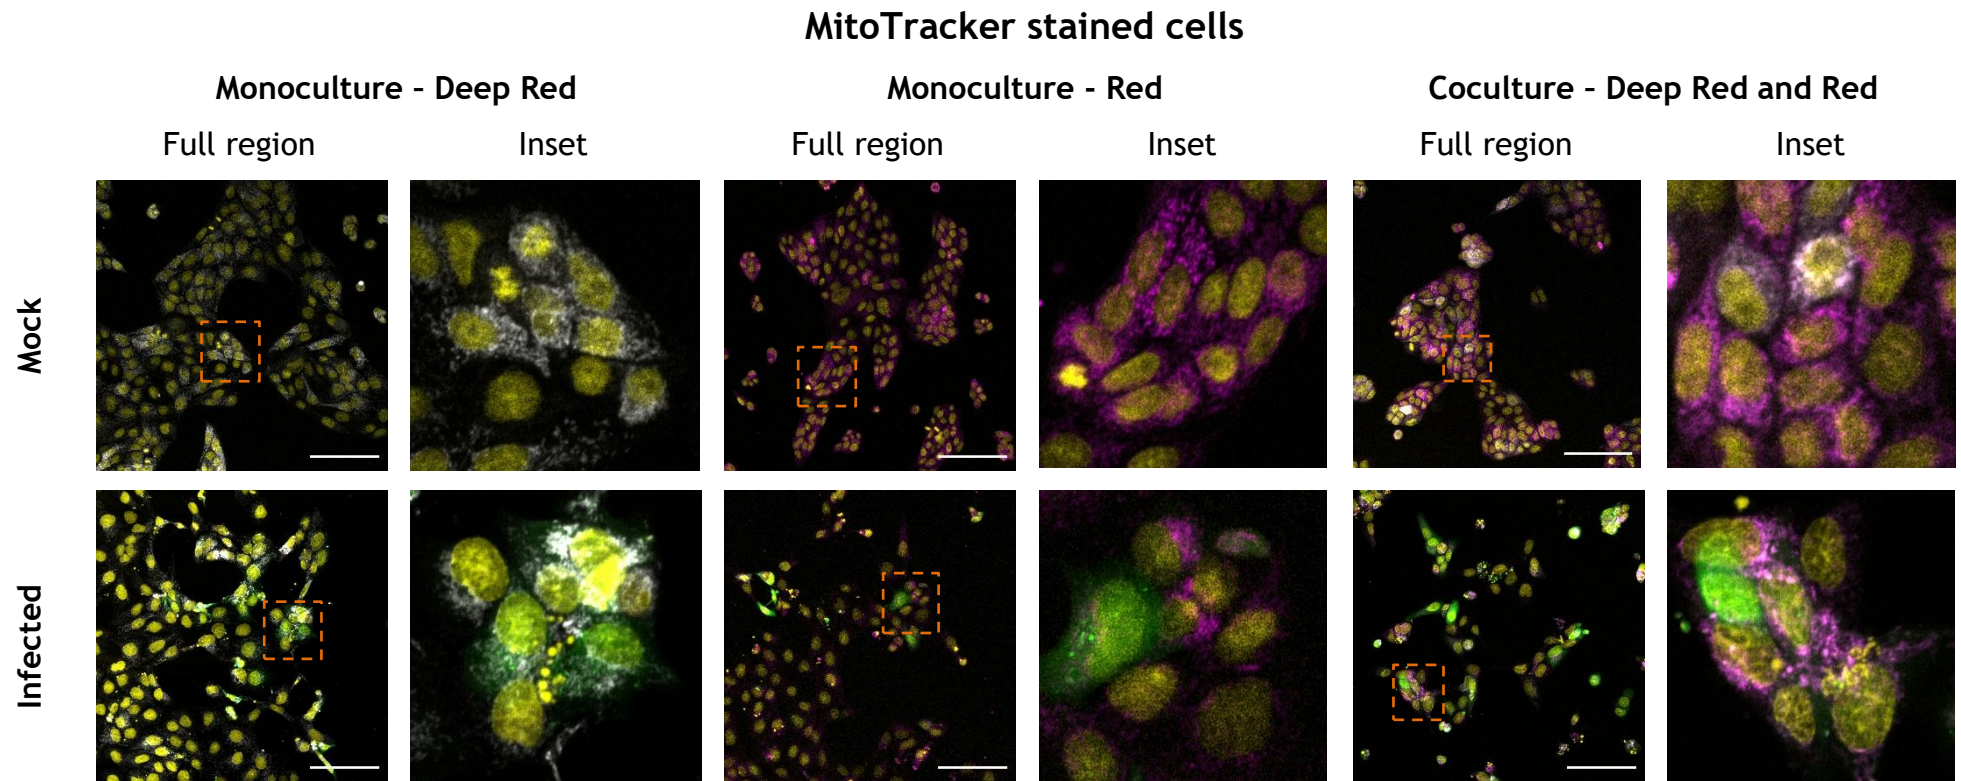 MitoTracker stained cells
Monoculture – Deep Red
Monoculture - Red
Coculture – Deep Red and Red
Full region
Inset
Full region
Inset
Full region
Inset
Mock
Infected